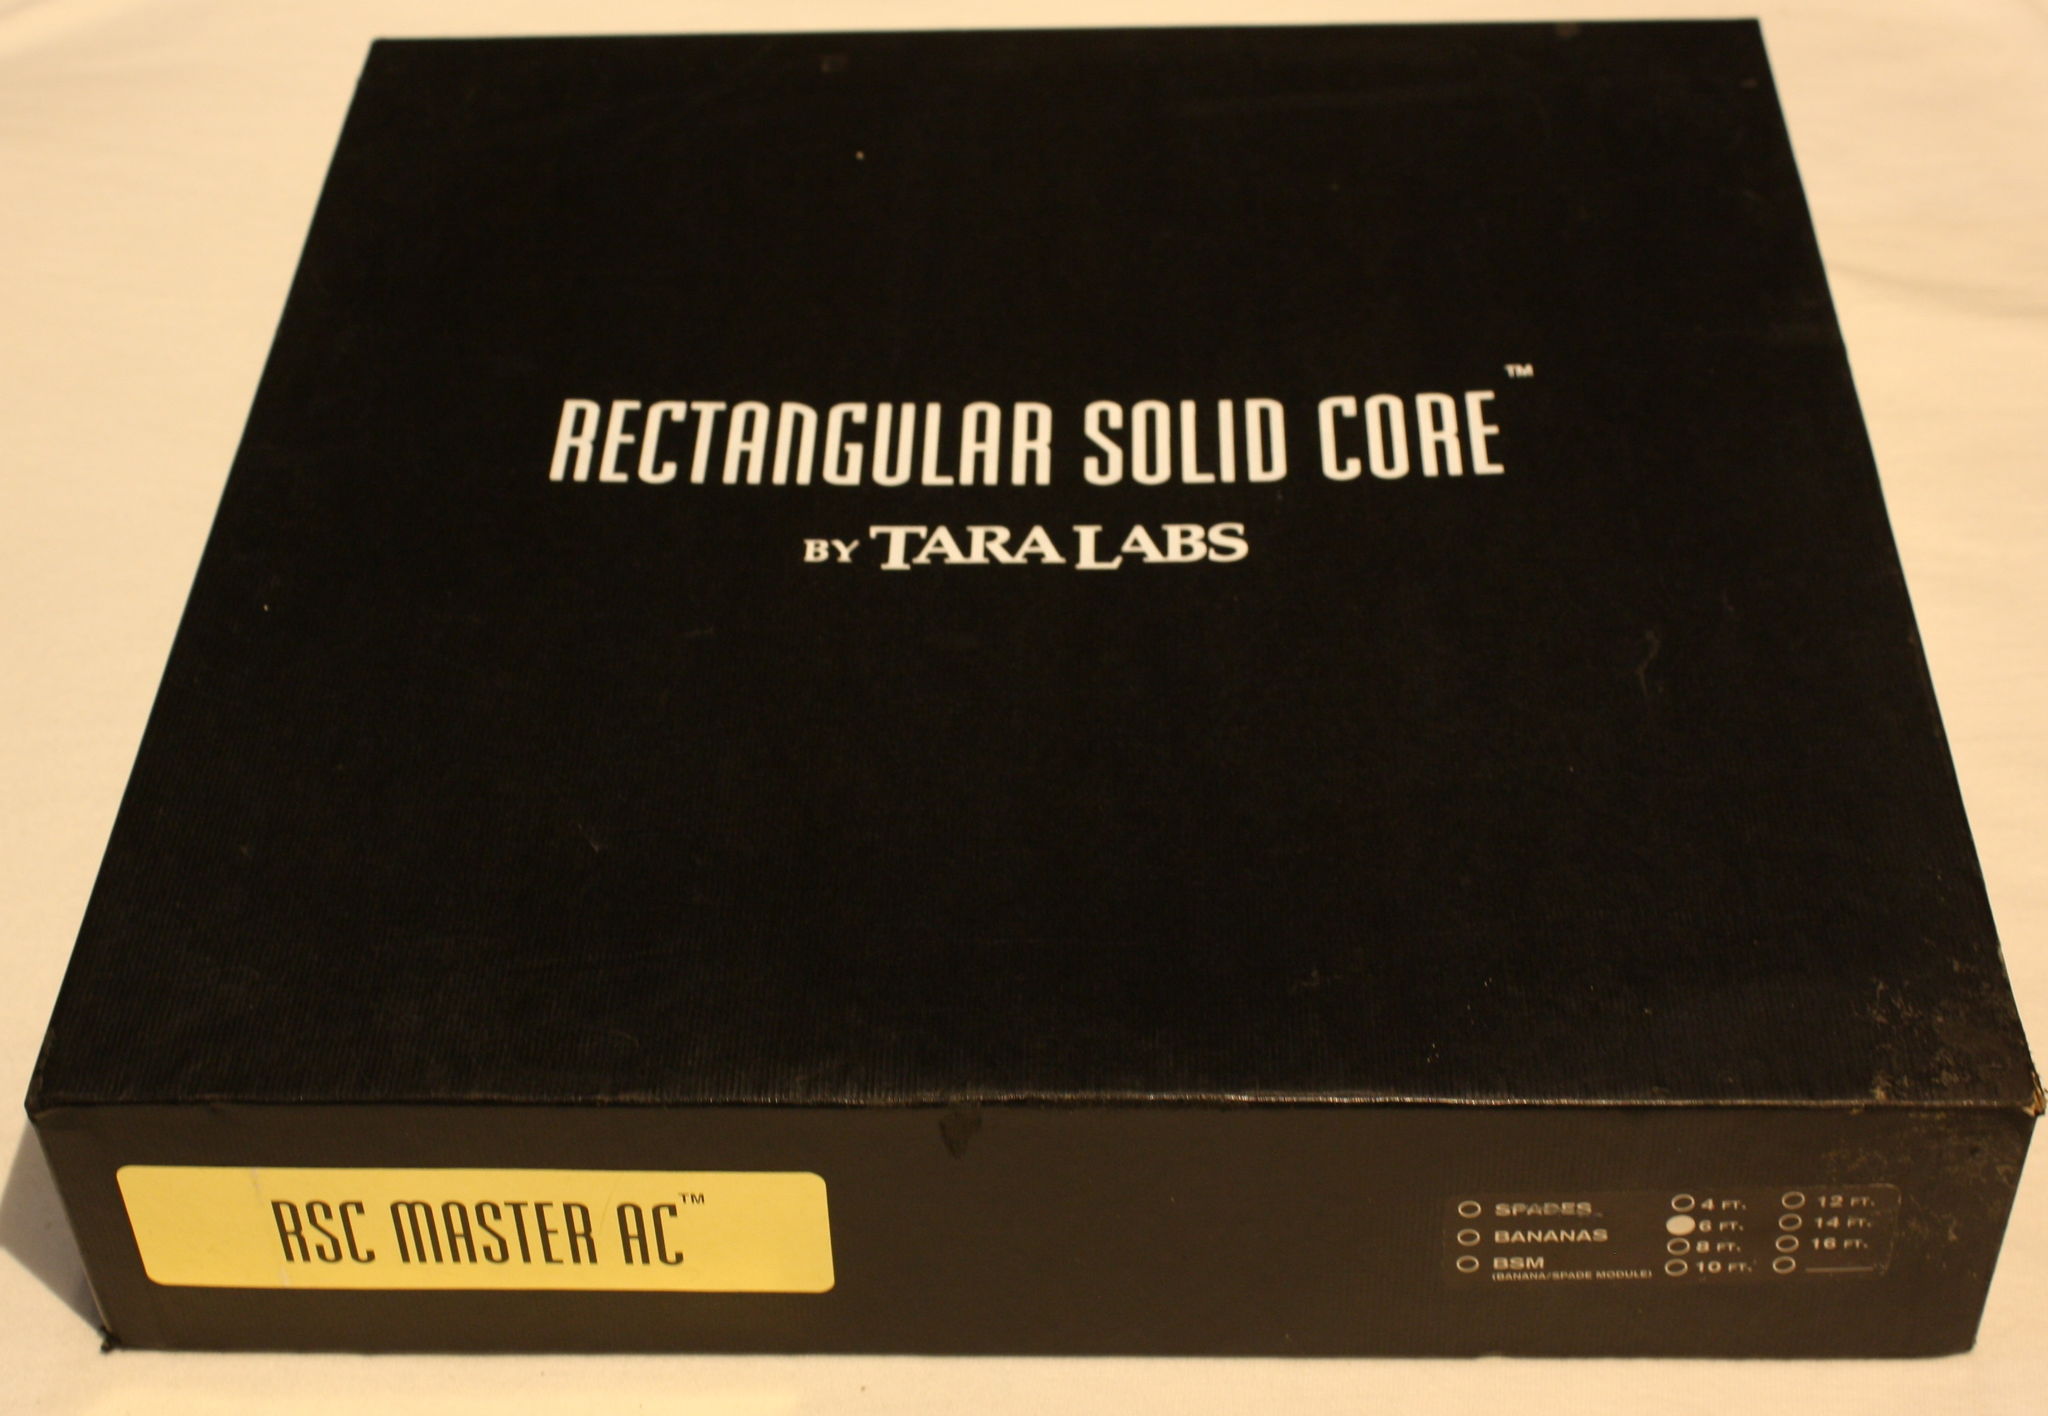 RECTANGULAR SOLID CORE™
BY TARA LABS
RSC MASTER AC™
SPADES
BANANAS
BSM
(BANANA/SPADE MODULE)
4 FT.
6 FT.
8 FT.
10 FT.
12 FT.
14 FT.
16 FT.